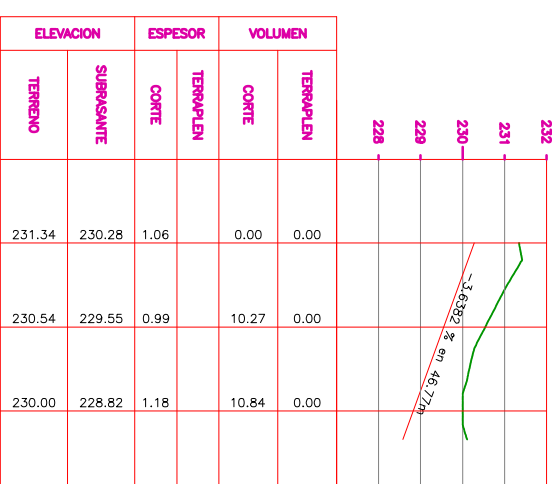 ELEVACION ESPESOR VOLUMEN
TERRENO SUBRASANTE CORTE TERRAPLEN CORTE TERRAPLEN
228 229 230 231 232
231.34 230.28 1.06 0.00 0.00
230.54 229.55 0.99 10.27 0.00
230.00 228.82 1.18 10.84 0.00
-3.6382 % en 46.77m